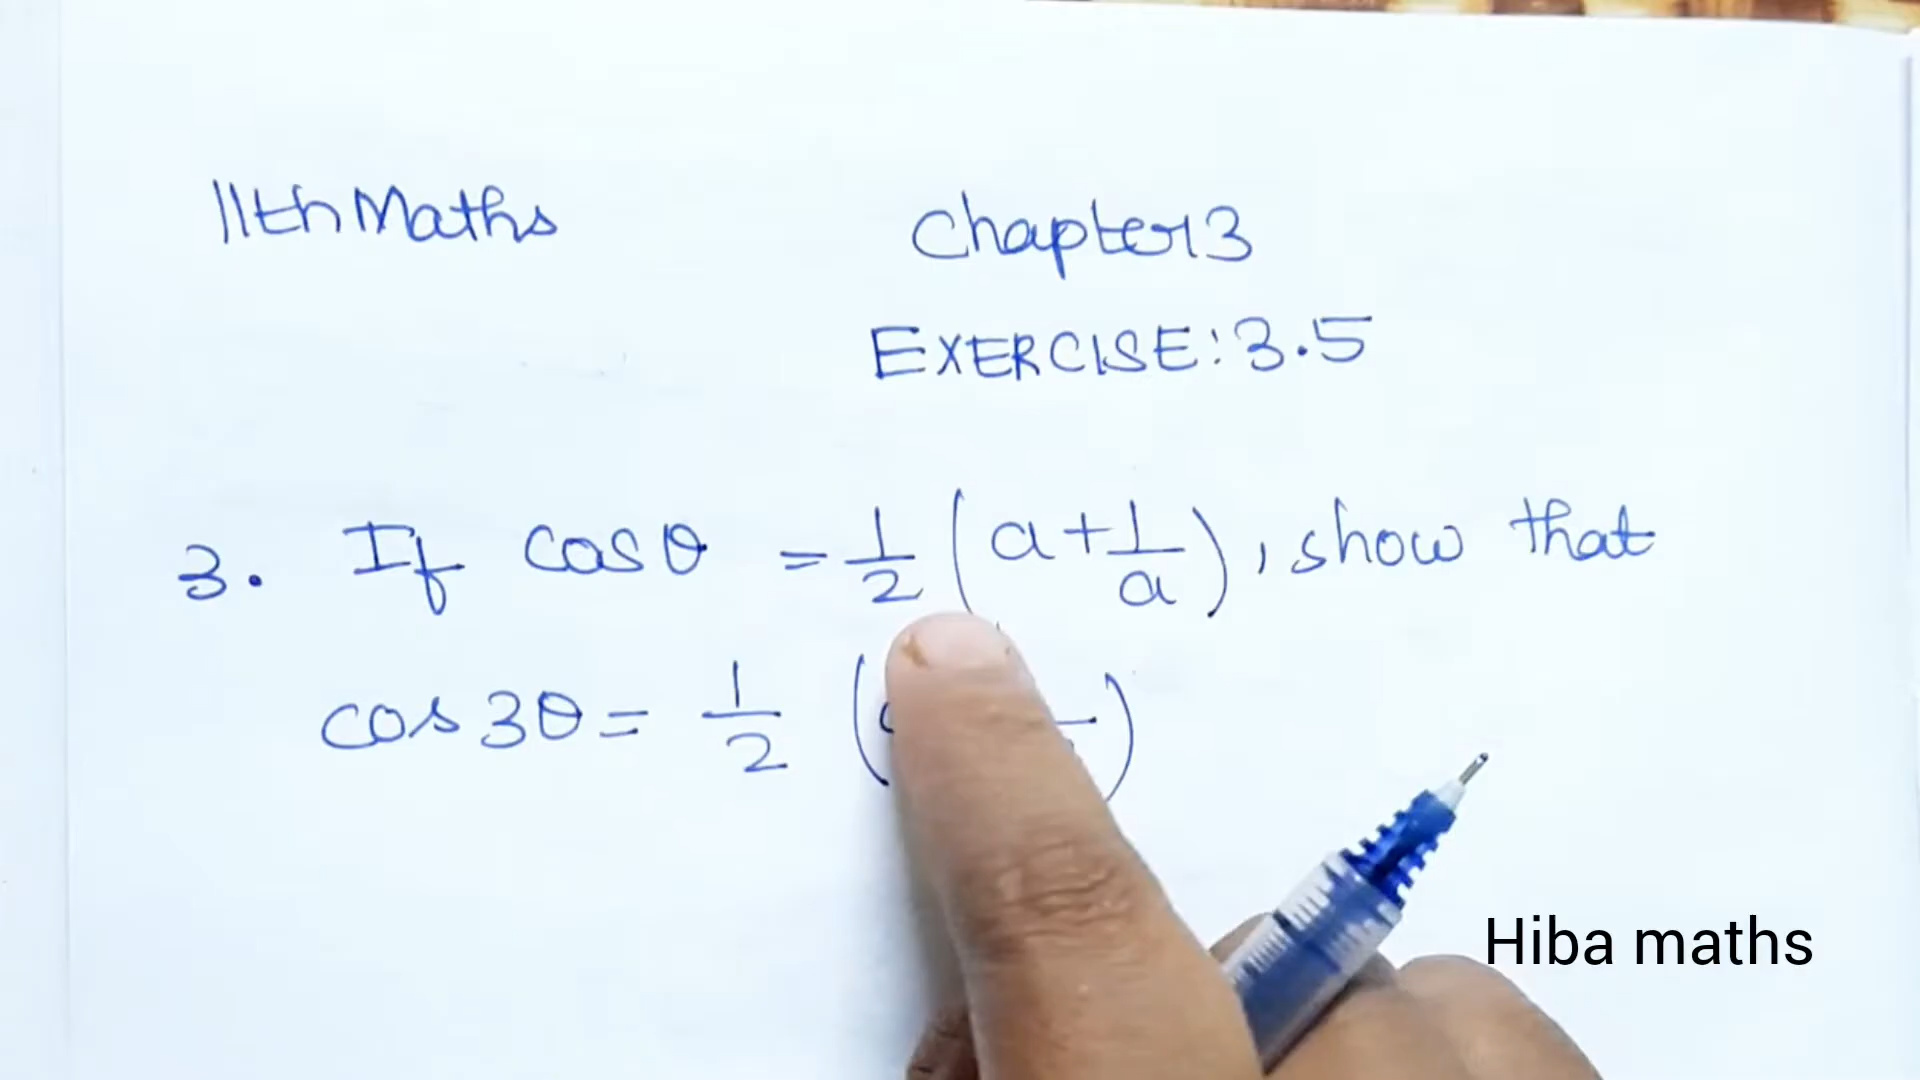 11th Maths
Chapter 3
EXERCISE: 3.5
3. If cos θ = 1/2 (a + 1/a), show that
cos 3θ = 1/2 (
Hiba maths